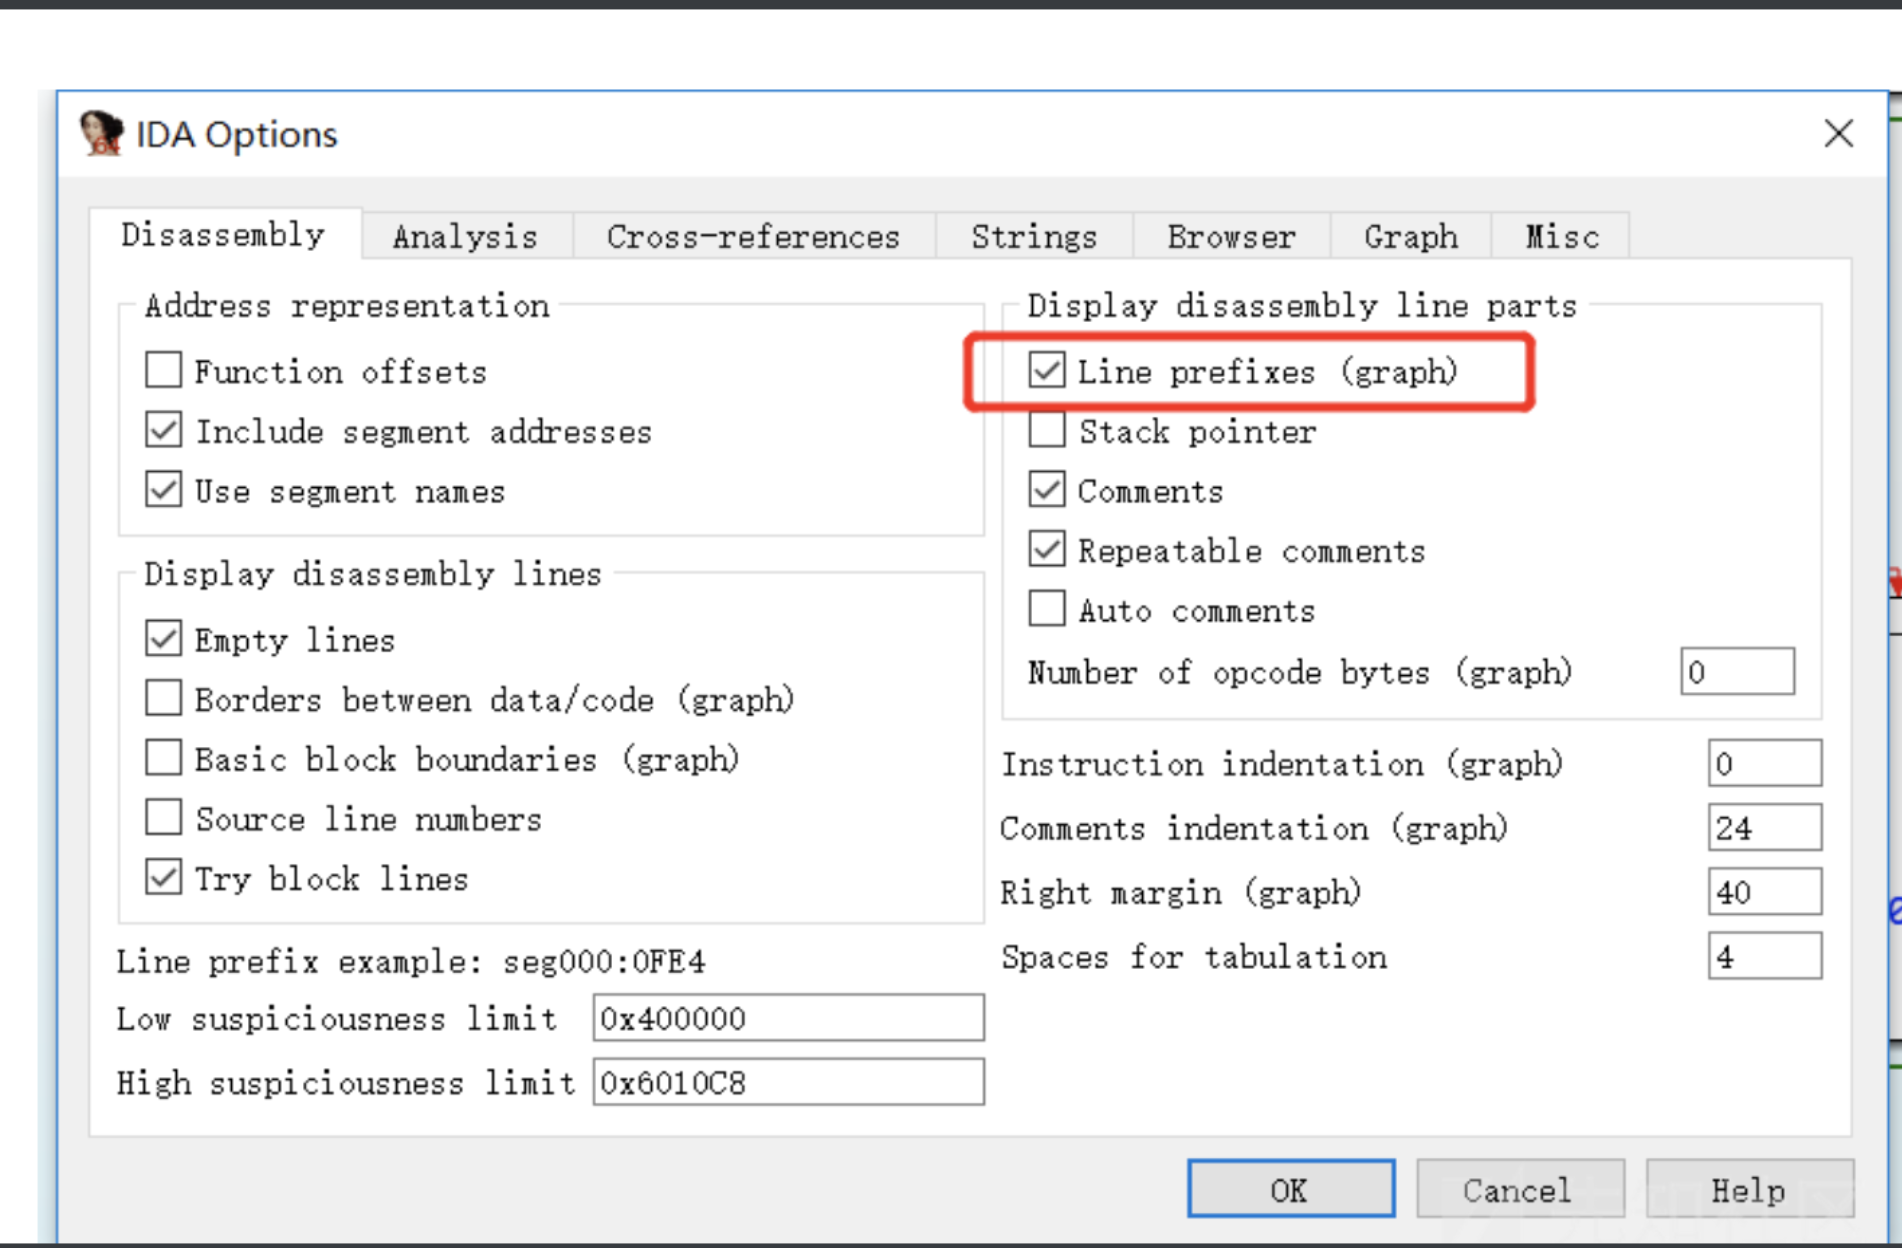 IDA Options
Disassembly
Analysis
Cross-references
Strings
Browser
Graph
Misc
Address representation
Function offsets
Include segment addresses
Use segment names
Display disassembly lines
Empty lines
Borders between data/code (graph)
Basic block boundaries (graph)
Source line numbers
Try block lines
Line prefix example: seg000:0FE4
Low suspiciousness limit 0x400000
High suspiciousness limit 0x6010C8
Display disassembly line parts
Line prefixes (graph)
Stack pointer
Comments
Repeatable comments
Auto comments
Number of opcode bytes (graph) 0
Instruction indentation (graph) 0
Comments indentation (graph) 24
Right margin (graph) 40
Spaces for tabulation 4
OK
Cancel
Help